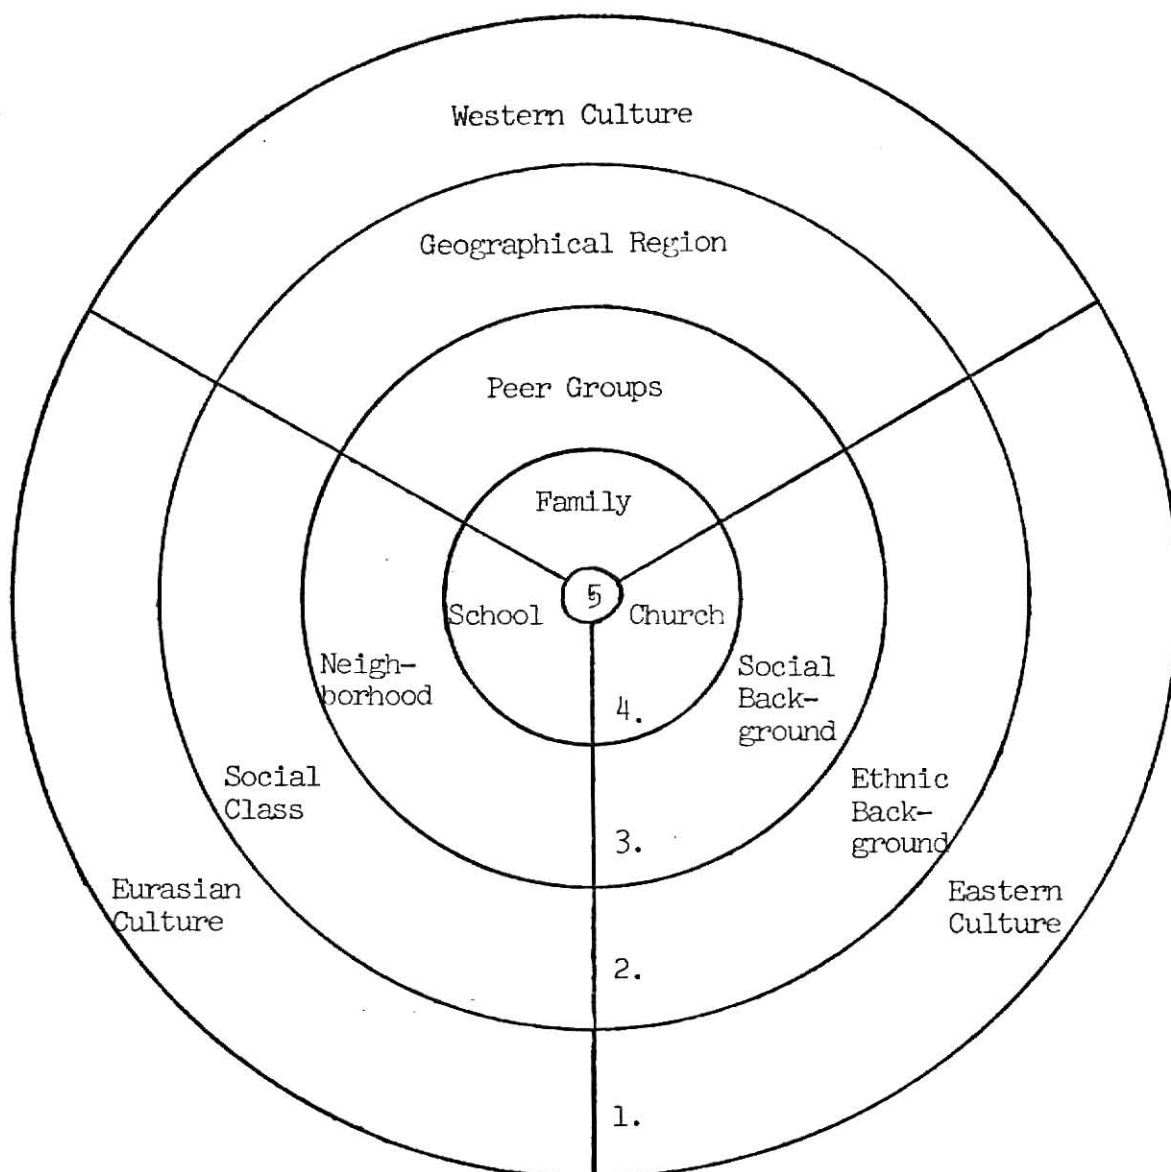 Western Culture
Geographical Region
Peer Groups
Family
5
School
Church
Neigh-
borhood
Social
Back-
ground
4.
Social
Class
Ethnic
Back-
ground
3.
Eurasian
Culture
Eastern
Culture
2.
1.